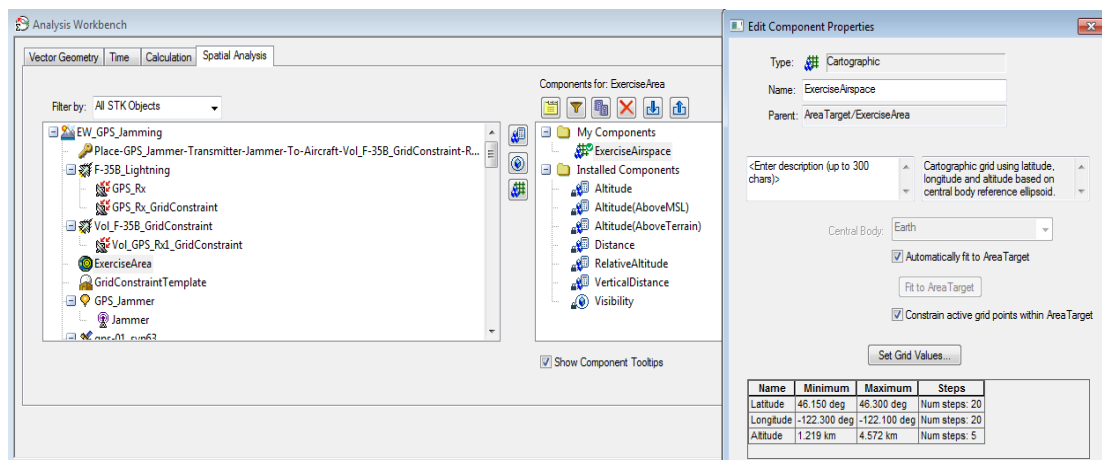 Analysis Workbench
Vector Geometry Time Calculation Spatial Analysis
Filter by: All STK Objects
EW_GPS_Jamming
Place-GPS_Jammer-Transmitter-Jammer-To-Aircraft-Vol_F-35B_GridConstraint-R...
F-35B_Lightning
GPS_Rx
GPS_Rx_GridConstraint
Vol_F-35B_GridConstraint
Vol_GPS_Rx1_GridConstraint
ExerciseArea
GridConstraintTemplate
GPS_Jammer
Jammer
gps-01_svn63
Components for: ExerciseArea
My Components
ExerciseAirspace
Installed Components
Altitude
Altitude(AboveMSL)
Altitude(AboveTerrain)
Distance
RelativeAltitude
VerticalDistance
Visibility
Show Component Tooltips
Edit Component Properties
Type: Cartographic
Name: ExerciseAirspace
Parent: AreaTarget/ExerciseArea
<Enter description (up to 300
chars)>
Cartographic grid using latitude,
longitude and altitude based on
central body reference ellipsoid.
Central Body: Earth
Automatically fit to AreaTarget
Fit to AreaTarget
Constrain active grid points within AreaTarget
Set Grid Values...
Name Minimum Maximum Steps
Latitude 46.150 deg 46.300 deg Num steps: 20
Longitude -122.300 deg -122.100 deg Num steps: 20
Altitude 1.219 km 4.572 km Num steps: 5